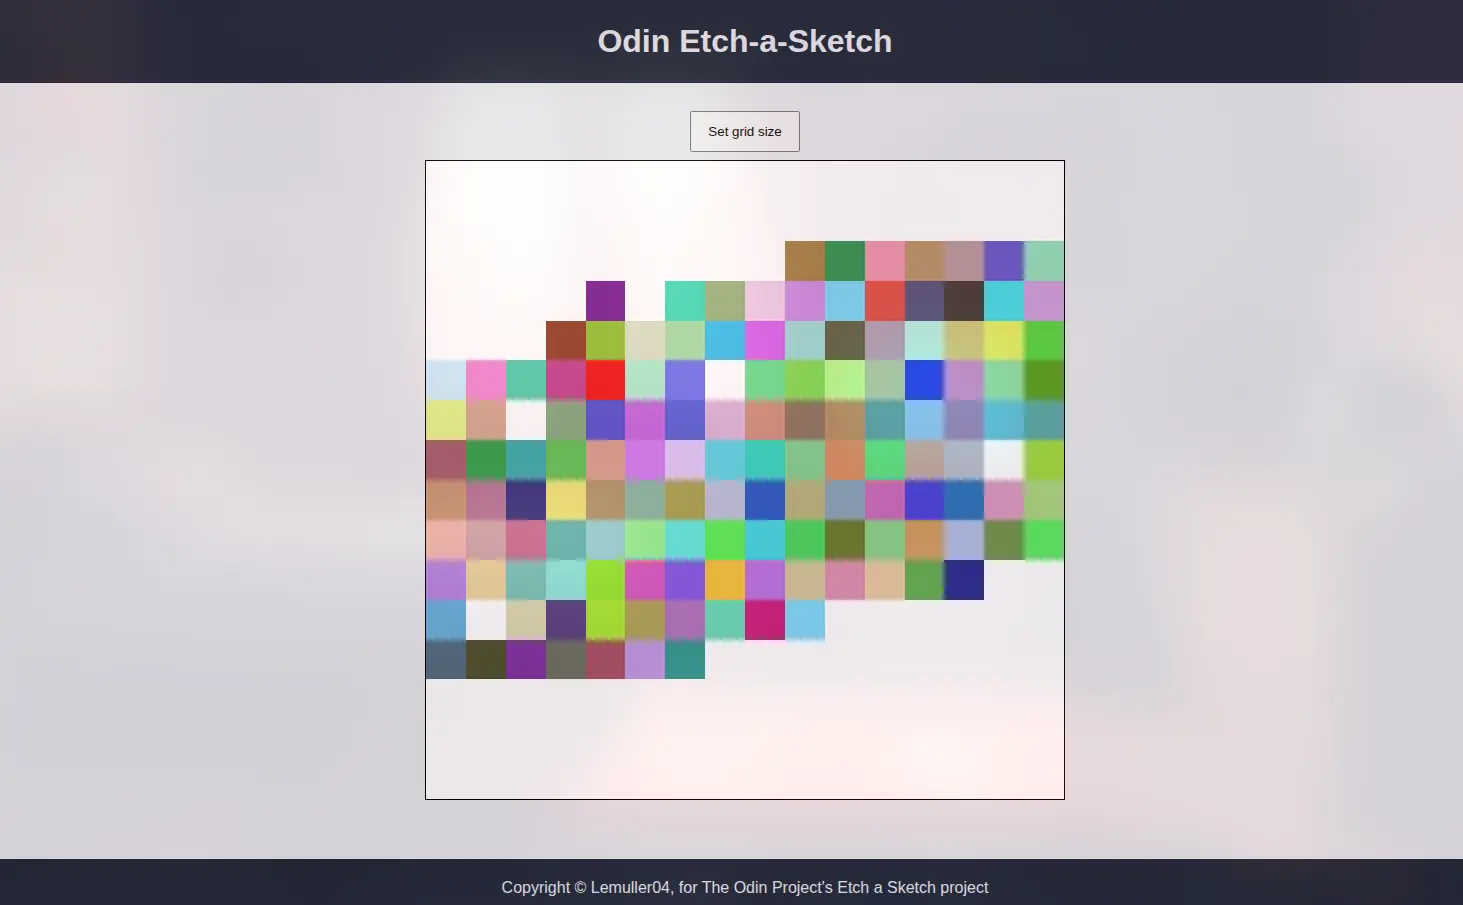 Odin Etch-a-Sketch
Set grid size
Copyright © Lemuller04, for The Odin Project's Etch a Sketch project